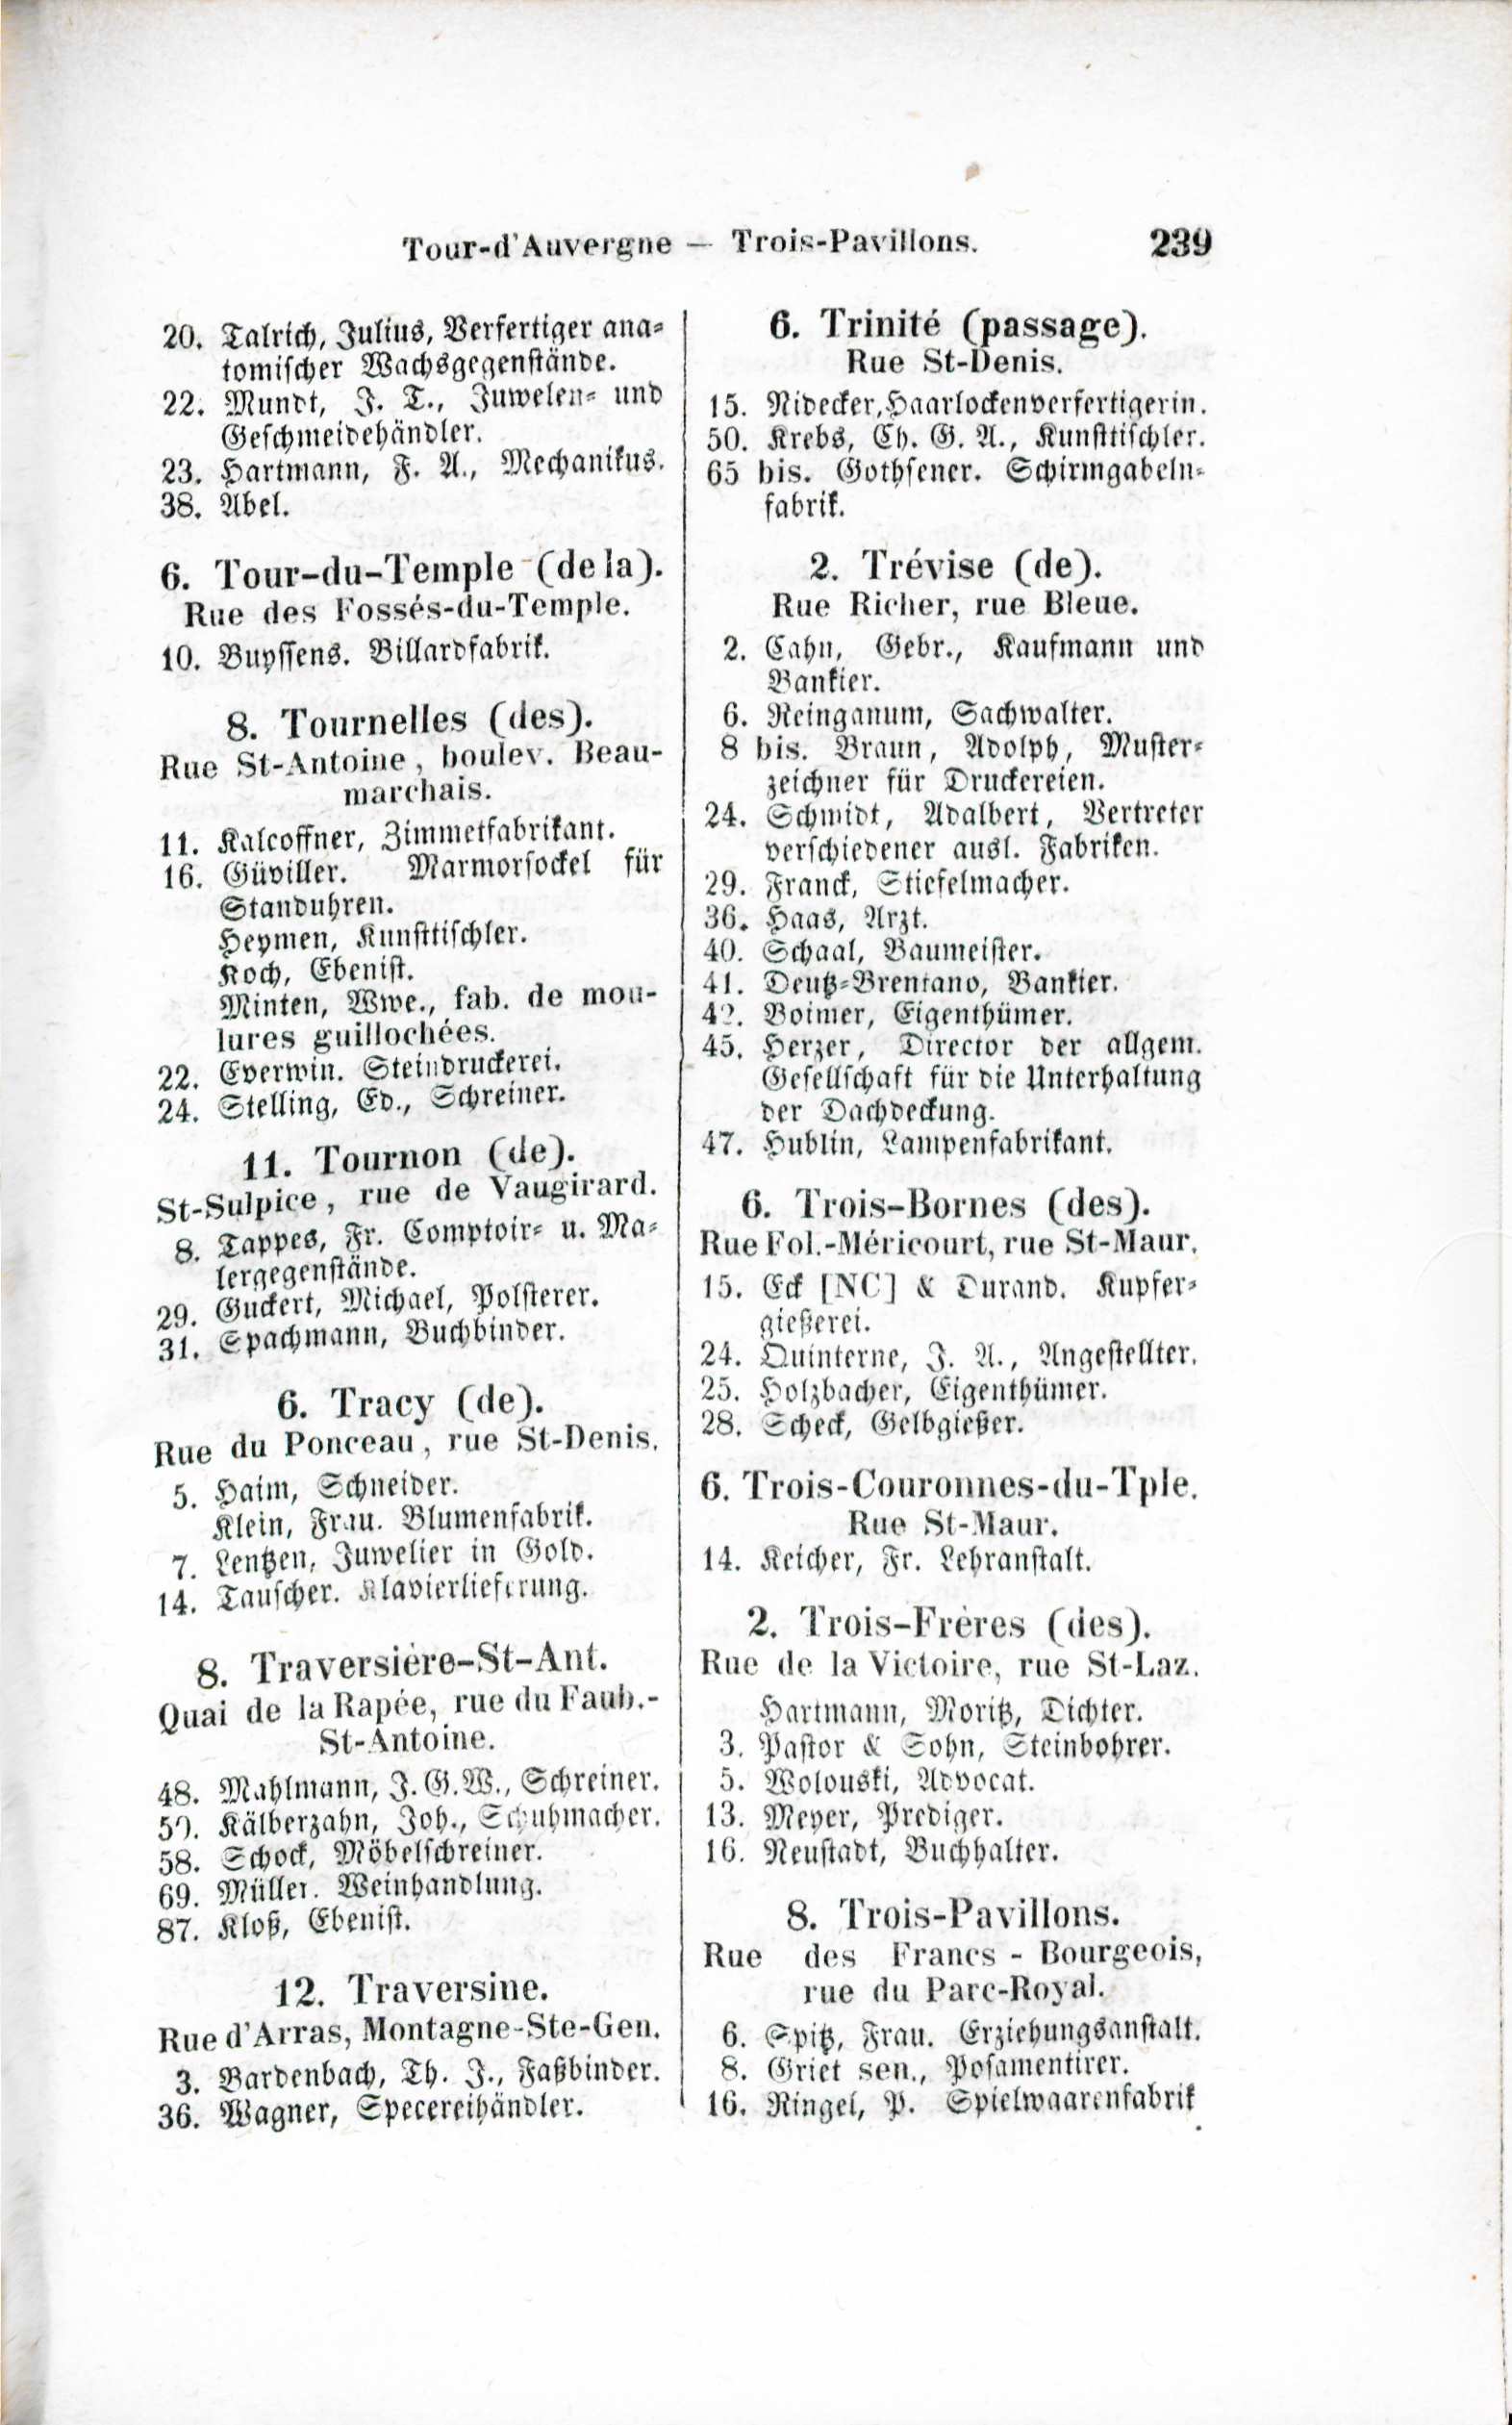 Tour-d'Auvergne — Trois-Pavillons. 239
20. Talrich, Julius, Verfertiger ana-
tomischer Wachsgegenstände.
22. Mundt, J. T., Juwelen- und
Geschmeidehändler.
23. Hartmann, F. A., Mechanikus.
38. Abel.
6. Tour-du-Temple (de la).
Rue des Fossés-du-Temple.
10. Buyssens. Billardfabrik.
8. Tournelles (des).
Rue St-Antoine, boulev. Beau-
marchais.
11. Kalcoffner, Zimmetfabrikant.
16. Güviller. Marmorsockel für
Standuhren.
Heymen, Kunsttischler.
Koch, Ebenist.
Minten, Wwe., fab. de mou-
lures guillochées.
22. Everwin. Steindruckerei.
24. Stelling, Ed., Schreiner.
11. Tournon (de).
St-Sulpice, rue de Vaugirard.
8. Tappes, Fr. Comptoir- u. Ma-
lergegenstände.
29. Guckert, Michael, Polsterer.
31. Spachmann, Buchbinder.
6. Tracy (de).
Rue du Ponceau, rue St-Denis.
5. Haim, Schneider.
Klein, Frau. Blumenfabrik.
7. Lentzen, Juwelier in Gold.
14. Tauscher. Klavierlieferung.
8. Traversière-St-Ant.
Quai de la Rapée, rue du Faub.-
St-Antoine.
48. Mahlmann, J. G. W., Schreiner.
Kälberzahn, Joh., Schuhmacher.
58. Schock, Möbelschreiner.
69. Müller. Weinhandlung.
87. Kloß, Ebenist.
12. Traversine.
Rue d'Arras, Montagne-Ste-Gen.
3. Bardenbach, Th. J., Faßbinder.
36. Wagner, Specereihändler.
6. Trinité (passage).
Rue St-Denis.
15. Nidecker, Haarlockenverfertigerin.
50. Krebs, Ch. G. A., Kunsttischler.
65 bis. Gothsener. Schirmgabeln-
fabrik.
2. Trévise (de).
Rue Richer, rue Bleue.
2. Cahn, Gebr., Kaufmann und
Bankier.
6. Reinganum, Sachwalter.
8 bis. Braun, Adolph, Muster-
zeichner für Druckereien.
24. Schmidt, Adalbert, Vertreter
verschiedener ausl. Fabriken.
29. Franck, Stiefelmacher.
36. Haas, Arzt.
40. Schaal, Baumeister.
41. Deutz-Brentano, Bankier.
42. Boimer, Eigenthümer.
45. Herzer, Director der allgem.
Gesellschaft für die Unterhaltung
der Dachdeckung.
47. Hublin, Lampenfabrikant.
6. Trois-Bornes (des).
Rue Fol.-Méricourt, rue St-Maur.
15. Eck [NC] & Durand. Kupfer-
gießerei.
24. Quinterne, J. A., Angestellter.
25. Holzbacher, Eigenthümer.
28. Scheck, Gelbgießer.
6. Trois-Couronnes-du-Tple.
Rue St-Maur.
14. Keicher, Fr. Lehranstalt.
2. Trois-Frères (des).
Rue de la Victoire, rue St-Laz.
Hartmann, Moritz, Dichter.
3. Pastor & Sohn, Steinbohrer.
5. Wolouski, Advocat.
13. Meyer, Prediger.
16. Neustadt, Buchhalter.
8. Trois-Pavillons.
Rue des Francs-Bourgeois,
rue du Parc-Royal.
6. Spitz, Frau. Erziehungsanstalt.
8. Griet sen., Posamentirer.
16. Ringel, P. Spielwaarenfabrik.